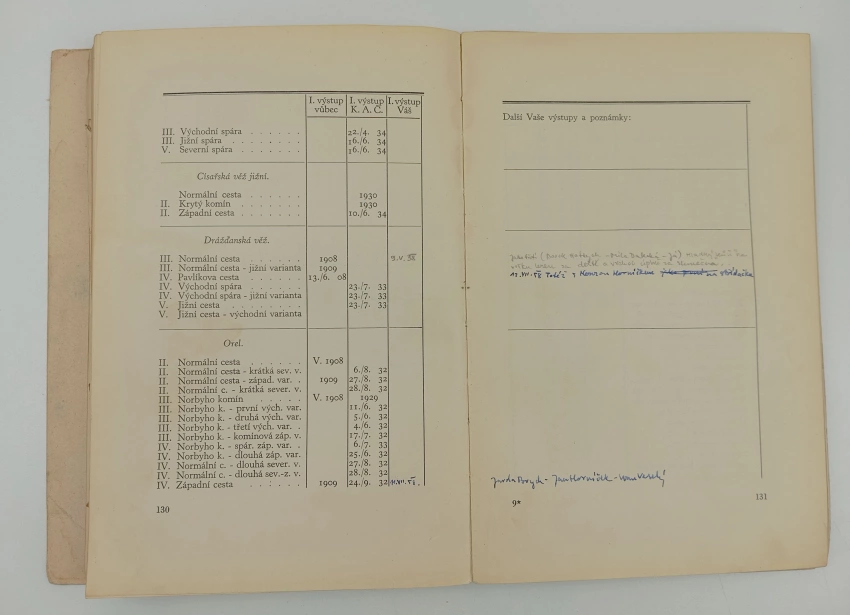 I. výstup vůbec I. výstup K. A. Č. I. výstup Váš
III. Východní spára . . . . . . 22./4. 34
III. Jižní spára . . . . . . . 16./6. 34
V. Severní spára . . . . . . . 16./6. 34
Císařská věž jižní.
Normální cesta . . . . . . 1930
II. Krytý komín . . . . . . . 1930
II. Západní cesta . . . . . . . 10./6. 34
Drážďanská věž.
III. Normální cesta . . . . . . 1908
III. Normální cesta - jižní varianta 1909
IV. Pavlíkova cesta . . . . . . 13./6. 08
IV. Východní spára . . . . . . 23./7. 33
IV. Východní spára - jižní varianta 23./7. 33
V. Jižní cesta . . . . . . . 23./7. 33
V. Jižní cesta - východní varianta
Orel.
II. Normální cesta . . . . . . V. 1908
II. Normální cesta - krátká sev. v. 6./8. 32
II. Normální cesta - západ. var. . 1909 27./8. 32
II. Normální c. - krátká sever. v. 28./8. 32
III. Norbyho komín . . . . . V. 1908 1929
III. Norbyho k. - první vých. var. 11./6. 32
III. Norbyho k. - druhá vých. var. 5./6. 32
III. Norbyho k. - třetí vých. var. . 4./6. 32
III. Norbyho k. - komínová záp. v. 17./7. 32
IV. Norbyho k. - spár. záp. var. . 6./7. 33
IV. Norbyho k. - dlouhá záp. var. 25./6. 32
IV. Normální c. - dlouhá sever. v. 27./8. 32
IV. Normální c. - dlouhá sev.-z. v. 28./8. 32
IV. Západní cesta . . . . . . 1909 24./9. 32
130
Další Vaše výstupy a poznámky:
9*
131